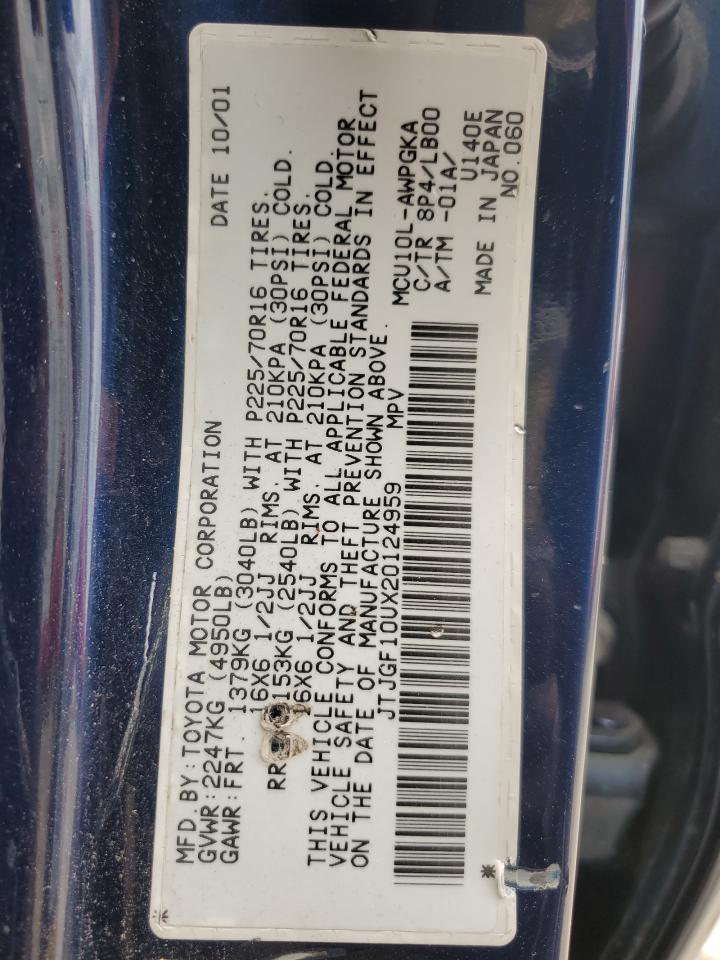 MFD. BY: TOYOTA MOTOR CORPORATION DATE 10/01
GVWR: 2247KG (4950LB)
GAWR: FRT. 1379KG (3040LB) WITH P225/70R16 TIRES.
16X6 1/2JJ RIMS. AT 210KPA (30PSI) COLD.
RR 153KG (2540LB) WITH P225/70R16 TIRES.
16X6 1/2JJ RIMS. AT 210KPA (30PSI) COLD.
THIS VEHICLE CONFORMS TO ALL APPLICABLE FEDERAL MOTOR
VEHICLE SAFETY AND THEFT PREVENTION STANDARDS IN EFFECT
ON THE DATE OF MANUFACTURE SHOWN ABOVE.
JTJGF10UX20124959 MPV
MCU10L-AWPGKA
C/TR 8P4/LB00
A/TM -01A/ U140E
MADE IN JAPAN
NO.060